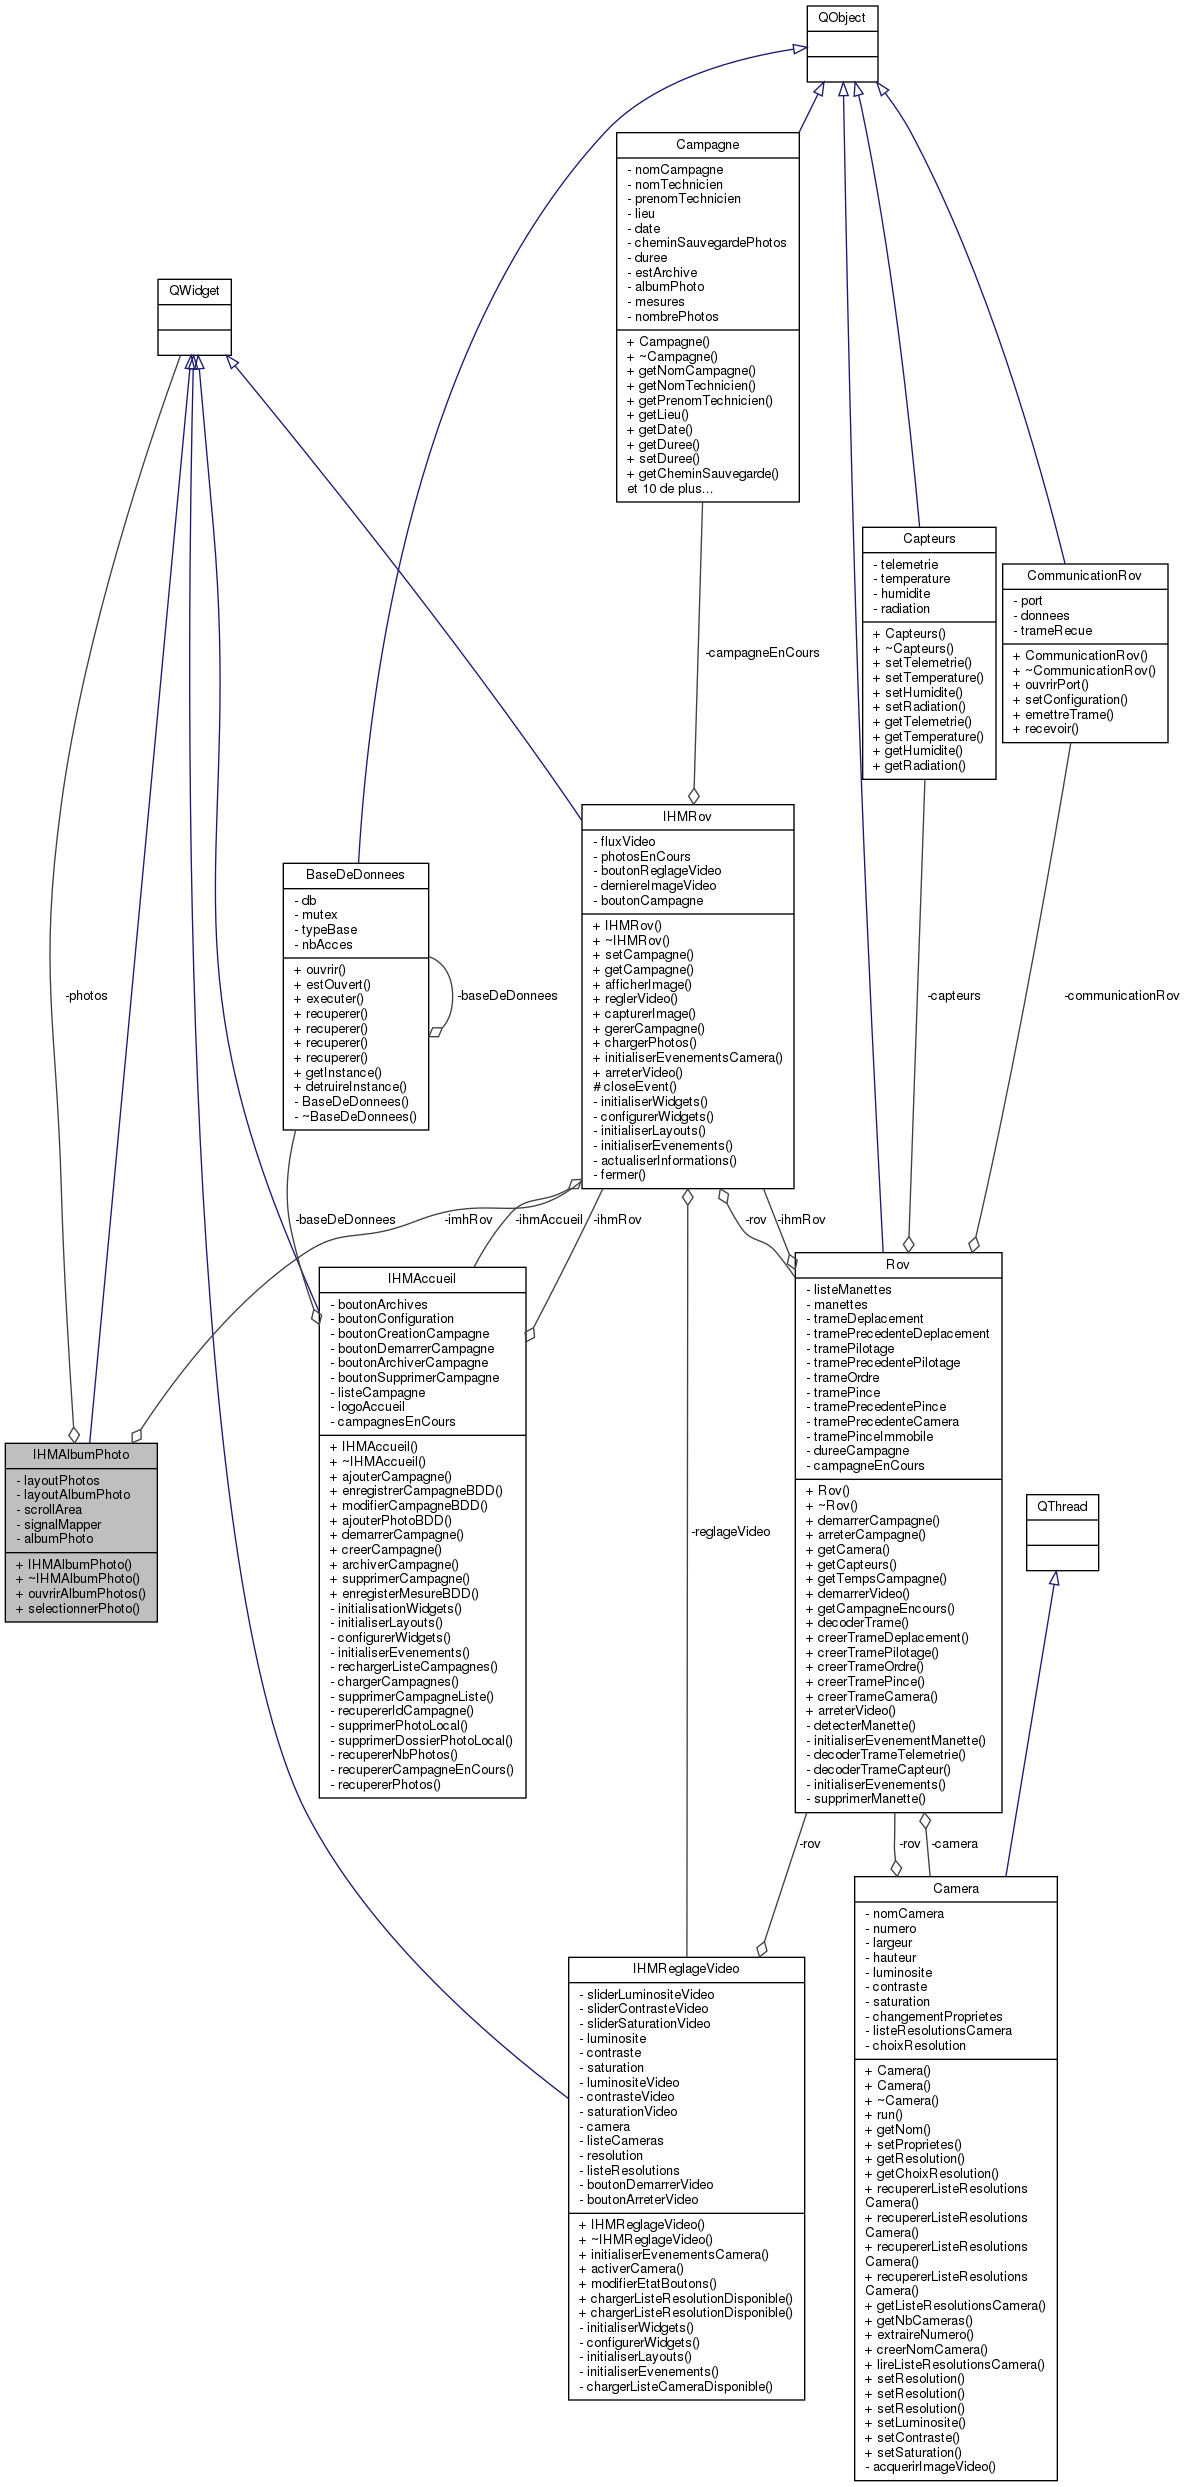 QObject
Campagne
- nomCampagne
- nomTechnicien
- prenomTechnicien
- lieu
- date
- cheminSauvegardePhotos
- duree
- estArchive
- albumPhoto
- mesures
- nombrePhotos
+ Campagne()
+ ~Campagne()
+ getNomCampagne()
+ getNomTechnicien()
+ getPrenomTechnicien()
+ getLieu()
+ getDate()
+ getDuree()
+ setDuree()
+ getCheminSauvegarde()
et 10 de plus...
QWidget
Capteurs
- telemetrie
- temperature
- humidite
- radiation
+ Capteurs()
+ ~Capteurs()
+ setTelemetrie()
+ setTemperature()
+ setHumidite()
+ setRadiation()
+ getTelemetrie()
+ getTemperature()
+ getHumidite()
+ getRadiation()
CommunicationRov
- port
- donnees
- trameRecue
+ CommunicationRov()
+ ~CommunicationRov()
+ ouvrirPort()
+ setConfiguration()
+ emettreTrame()
+ recevoir()
-campagneEnCours
IHMRov
- fluxVideo
- photosEnCours
- boutonReglageVideo
- derniereImageVideo
- boutonCampagne
+ IHMRov()
+ ~IHMRov()
+ setCampagne()
+ getCampagne()
+ afficherImage()
+ reglerVideo()
+ capturerImage()
+ gererCampagne()
+ chargerPhotos()
+ initialiserEvenementsCamera()
+ arreterVideo()
# closeEvent()
- initialiserWidgets()
- configurerWidgets()
- initialiserLayouts()
- initialiserEvenements()
- actualiserInformations()
- fermer()
BaseDeDonnees
- db
- mutex
- typeBase
- nbAcces
+ ouvrir()
+ estOuvert()
+ executer()
+ recuperer()
+ recuperer()
+ recuperer()
+ recuperer()
+ getInstance()
+ detruireInstance()
- BaseDeDonnees()
- ~BaseDeDonnees()
-photos
-baseDeDonnees
-capteurs
-communicationRov
-baseDeDonnees
-imhRov
-ihmAccueil
-ihmRov
-rov
-ihmRov
IHMAccueil
- boutonArchives
- boutonConfiguration
- boutonCreationCampagne
- boutonDemarrerCampagne
- boutonArchiverCampagne
- boutonSupprimerCampagne
- listeCampagne
- logoAccueil
- campagnesEnCours
+ IHMAccueil()
+ ~IHMAccueil()
+ ajouterCampagne()
+ enregistrerCampagneBDD()
+ modifierCampagneBDD()
+ ajouterPhotoBDD()
+ demarrerCampagne()
+ creerCampagne()
+ archiverCampagne()
+ supprimerCampagne()
+ enregisterMesureBDD()
- initialisationWidgets()
- initialiserLayouts()
- configurerWidgets()
- initialiserEvenements()
- rechargerListeCampagnes()
- chargerCampagnes()
- supprimerCampagneListe()
- recupererIdCampagne()
- supprimerPhotoLocal()
- supprimerDossierPhotoLocal()
- recupererNbPhotos()
- recupererCampagneEnCours()
- recupererPhotos()
Rov
- listeManettes
- manettes
- trameDeplacement
- tramePrecedenteDeplacement
- tramePilotage
- tramePrecedentePilotage
- trameOrdre
- tramePince
- tramePrecedentePince
- tramePrecedenteCamera
- tramePinceImmobile
- dureeCampagne
- campagneEnCours
+ Rov()
+ ~Rov()
+ demarrerCampagne()
+ arreterCampagne()
+ getCamera()
+ getCapteurs()
+ getTempsCampagne()
+ demarrerVideo()
+ getCampagneEncours()
+ decoderTrame()
+ creerTrameDeplacement()
+ creerTramePilotage()
+ creerTrameOrdre()
+ creerTramePince()
+ creerTrameCamera()
+ arreterVideo()
- detecterManette()
- initialiserEvenementManette()
- decoderTrameTelemetrie()
- decoderTrameCapteur()
- initialiserEvenements()
- supprimerManette()
IHMAlbumPhoto
- layoutPhotos
- layoutAlbumPhoto
- scrollArea
- signalMapper
- albumPhoto
+ IHMAlbumPhoto()
+ ~IHMAlbumPhoto()
+ ouvrirAlbumPhotos()
+ selectionnerPhoto()
QThread
-reglageVideo
-rov
-rov
-camera
IHMReglageVideo
- sliderLuminositeVideo
- sliderContrasteVideo
- sliderSaturationVideo
- luminosite
- contraste
- saturation
- luminositeVideo
- contrasteVideo
- saturationVideo
- camera
- listeCameras
- resolution
- listeResolutions
- boutonDemarrerVideo
- boutonArreterVideo
+ IHMReglageVideo()
+ ~IHMReglageVideo()
+ initialiserEvenementsCamera()
+ activerCamera()
+ modifierEtatBoutons()
+ chargerListeResolutionDisponible()
+ chargerListeResolutionDisponible()
- initialiserWidgets()
- configurerWidgets()
- initialiserLayouts()
- initialiserEvenements()
- chargerListeCameraDisponible()
Camera
- nomCamera
- numero
- largeur
- hauteur
- luminosite
- contraste
- saturation
- changementProprietes
- listeResolutionsCamera
- choixResolution
+ Camera()
+ Camera()
+ ~Camera()
+ run()
+ getNom()
+ setProprietes()
+ getResolution()
+ getChoixResolution()
+ recupererListeResolutions
Camera()
+ recupererListeResolutions
Camera()
+ recupererListeResolutions
Camera()
+ recupererListeResolutions
Camera()
+ getListeResolutionsCamera()
+ getNbCameras()
+ extraireNumero()
+ creerNomCamera()
+ lireListeResolutionsCamera()
+ setResolution()
+ setResolution()
+ setResolution()
+ setLuminosite()
+ setContraste()
+ setSaturation()
- acquerirImageVideo()